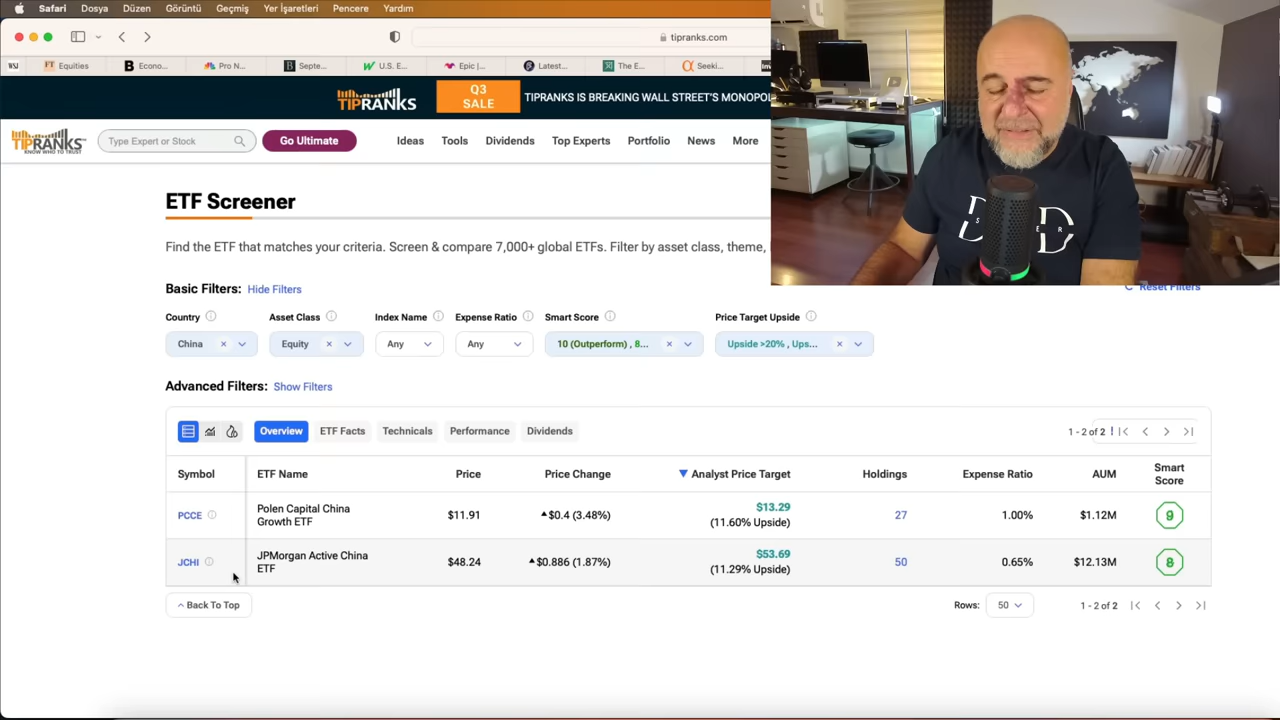 Safari Dosya Düzen Görüntü Geçmiş Yer İşaretleri Pencere Yardım
tipranks.com
WSJ FT Equities B Econo... Pro N... B Septe... W U.S. E... Epic |... Latest... The E... Seeki...
TIPRANKS Q3 SALE TIPRANKS IS BREAKING WALL STREET'S MONOPOL
TIPRANKS KNOW WHO TO TRUST Type Expert or Stock Go Ultimate Ideas Tools Dividends Top Experts Portfolio News More
ETF Screener
Find the ETF that matches your criteria. Screen & compare 7,000+ global ETFs. Filter by asset class, theme,
Basic Filters: Hide Filters Reset Filters
Country Asset Class Index Name Expense Ratio Smart Score Price Target Upside
China Equity Any Any 10 (Outperform) , 8... Upside >20% , Ups...
Advanced Filters: Show Filters
Overview ETF Facts Technicals Performance Dividends 1 - 2 of 2 !
Symbol ETF Name Price Price Change Analyst Price Target Holdings Expense Ratio AUM Smart Score
PCCE Polen Capital China Growth ETF $11.91 $0.4 (3.48%) $13.29 (11.60% Upside) 27 1.00% $1.12M 9
JCHI JPMorgan Active China ETF $48.24 $0.886 (1.87%) $53.69 (11.29% Upside) 50 0.65% $12.13M 8
Back To Top Rows: 50 1 - 2 of 2